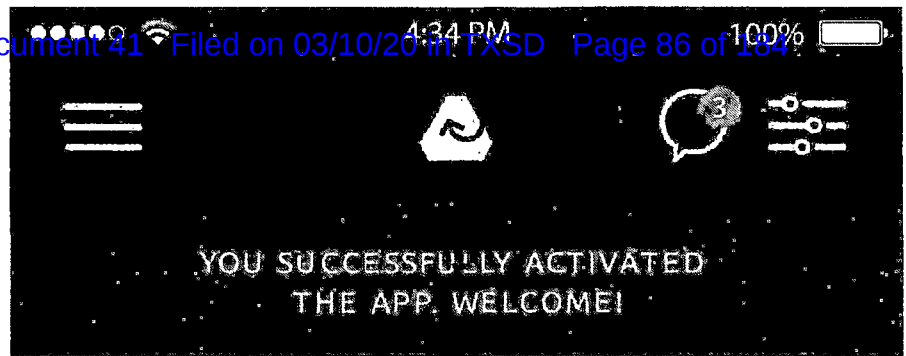 4:34 PM 100%
cument 41 Filed on 03/10/20 in TXSD Page 86 of 184
3
YOU SUCCESSFULLY ACTIVATED
THE APP. WELCOME!